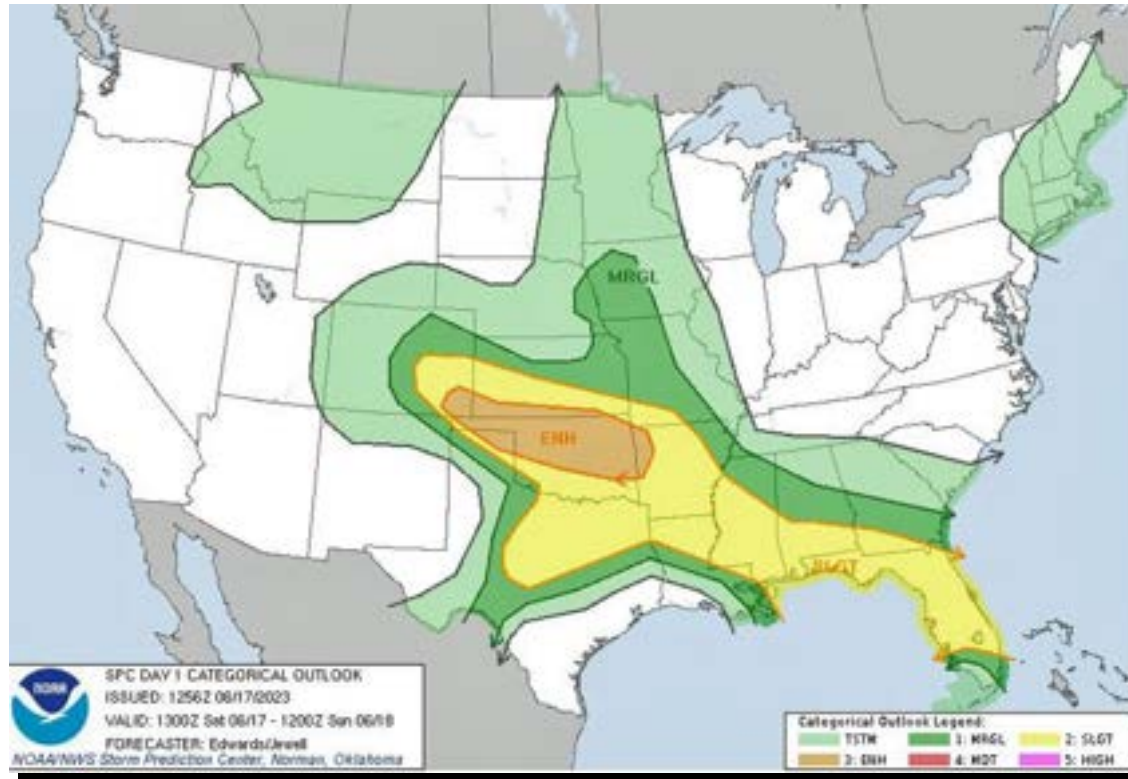 MRGL
ENH
SLGT
NOAA
SPC DAY 1 CATEGORICAL OUTLOOK
ISSUED: 1256Z 06/17/2023
VALID: 1300Z Sat 06/17 - 1200Z Sun 06/18
FORECASTER: Edwards/Jewell
NOAA/NWS Storm Prediction Center, Norman, Oklahoma
Categorical Outlook Legend:
TSTM 1: MRGL 2: SLGT
3: ENH 4: MDT 5: HIGH